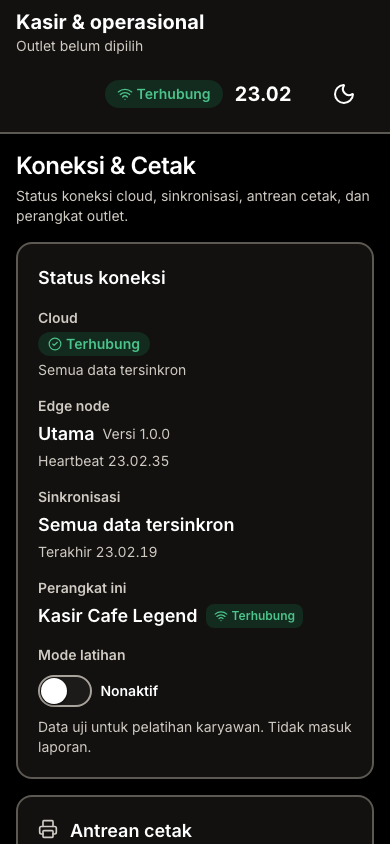 Kasir & operasional
Outlet belum dipilih
Terhubung 23.02
Koneksi & Cetak
Status koneksi cloud, sinkronisasi, antrean cetak, dan
perangkat outlet.
Status koneksi
Cloud
Terhubung
Semua data tersinkron
Edge node
Utama Versi 1.0.0
Heartbeat 23.02.35
Sinkronisasi
Semua data tersinkron
Terakhir 23.02.19
Perangkat ini
Kasir Cafe Legend Terhubung
Mode latihan
Nonaktif
Data uji untuk pelatihan karyawan. Tidak masuk
laporan.
Antrean cetak